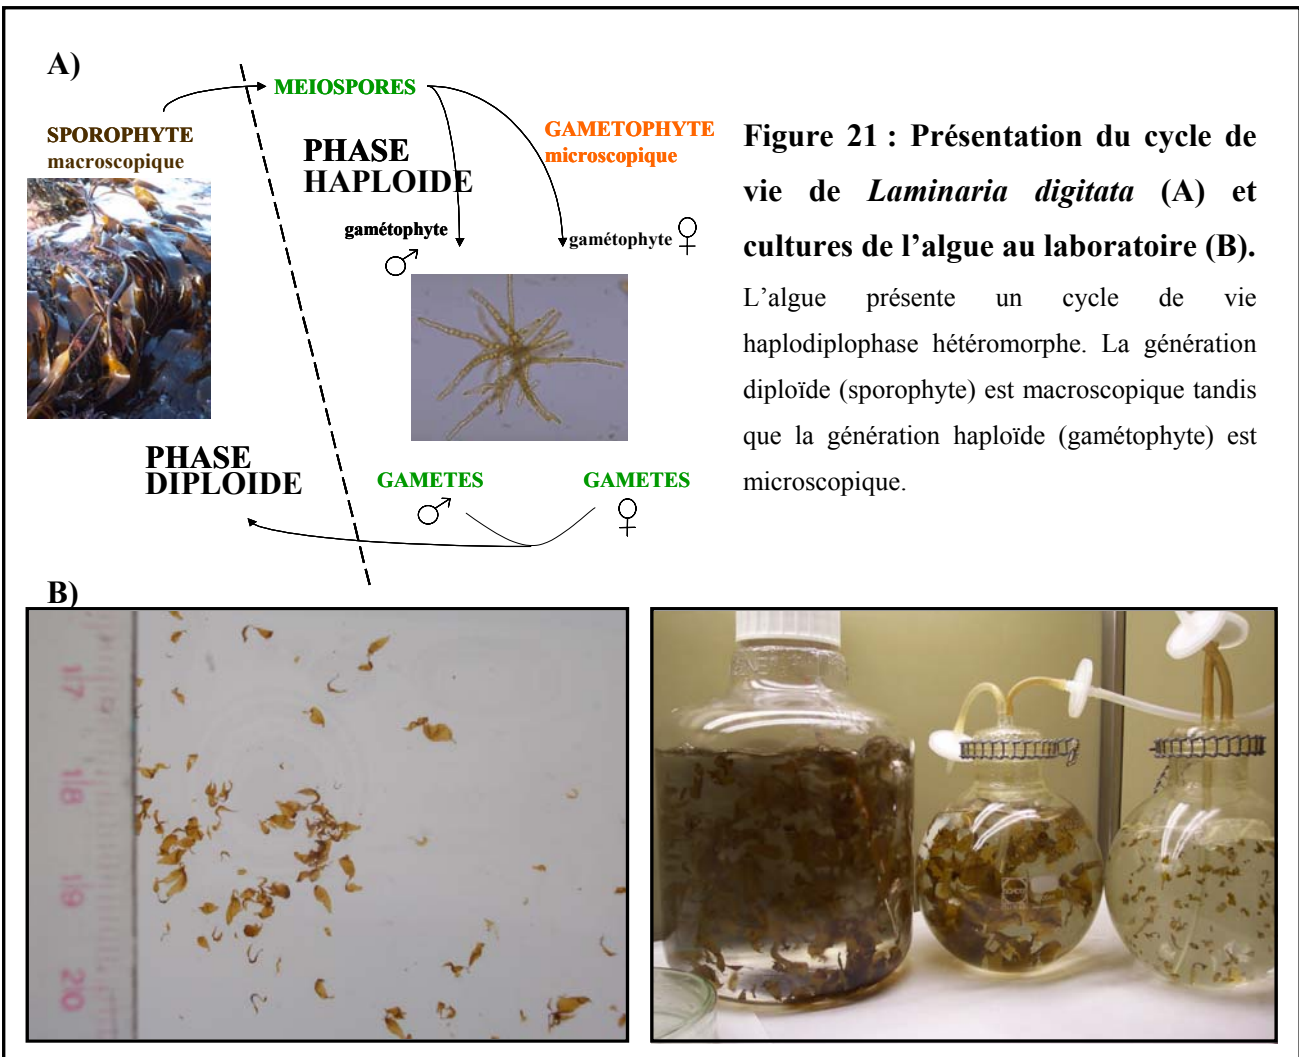 A)
MEIOSPORES
SPOROPHYTE
macroscopique
PHASE
HAPLOIDE
GAMETOPHYTE
microscopique
gamétophyte
♂
gamétophyte ♀
PHASE
DIPLOIDE
GAMETES
♂
GAMETES
♀
Figure 21 : Présentation du cycle de
vie de Laminaria digitata (A) et
cultures de l’algue au laboratoire (B).
L’algue présente un cycle de vie
haplodiplophase hétéromorphe. La génération
diploïde (sporophyte) est macroscopique tandis
que la génération haploïde (gamétophyte) est
microscopique.
B)
17
18
19
20